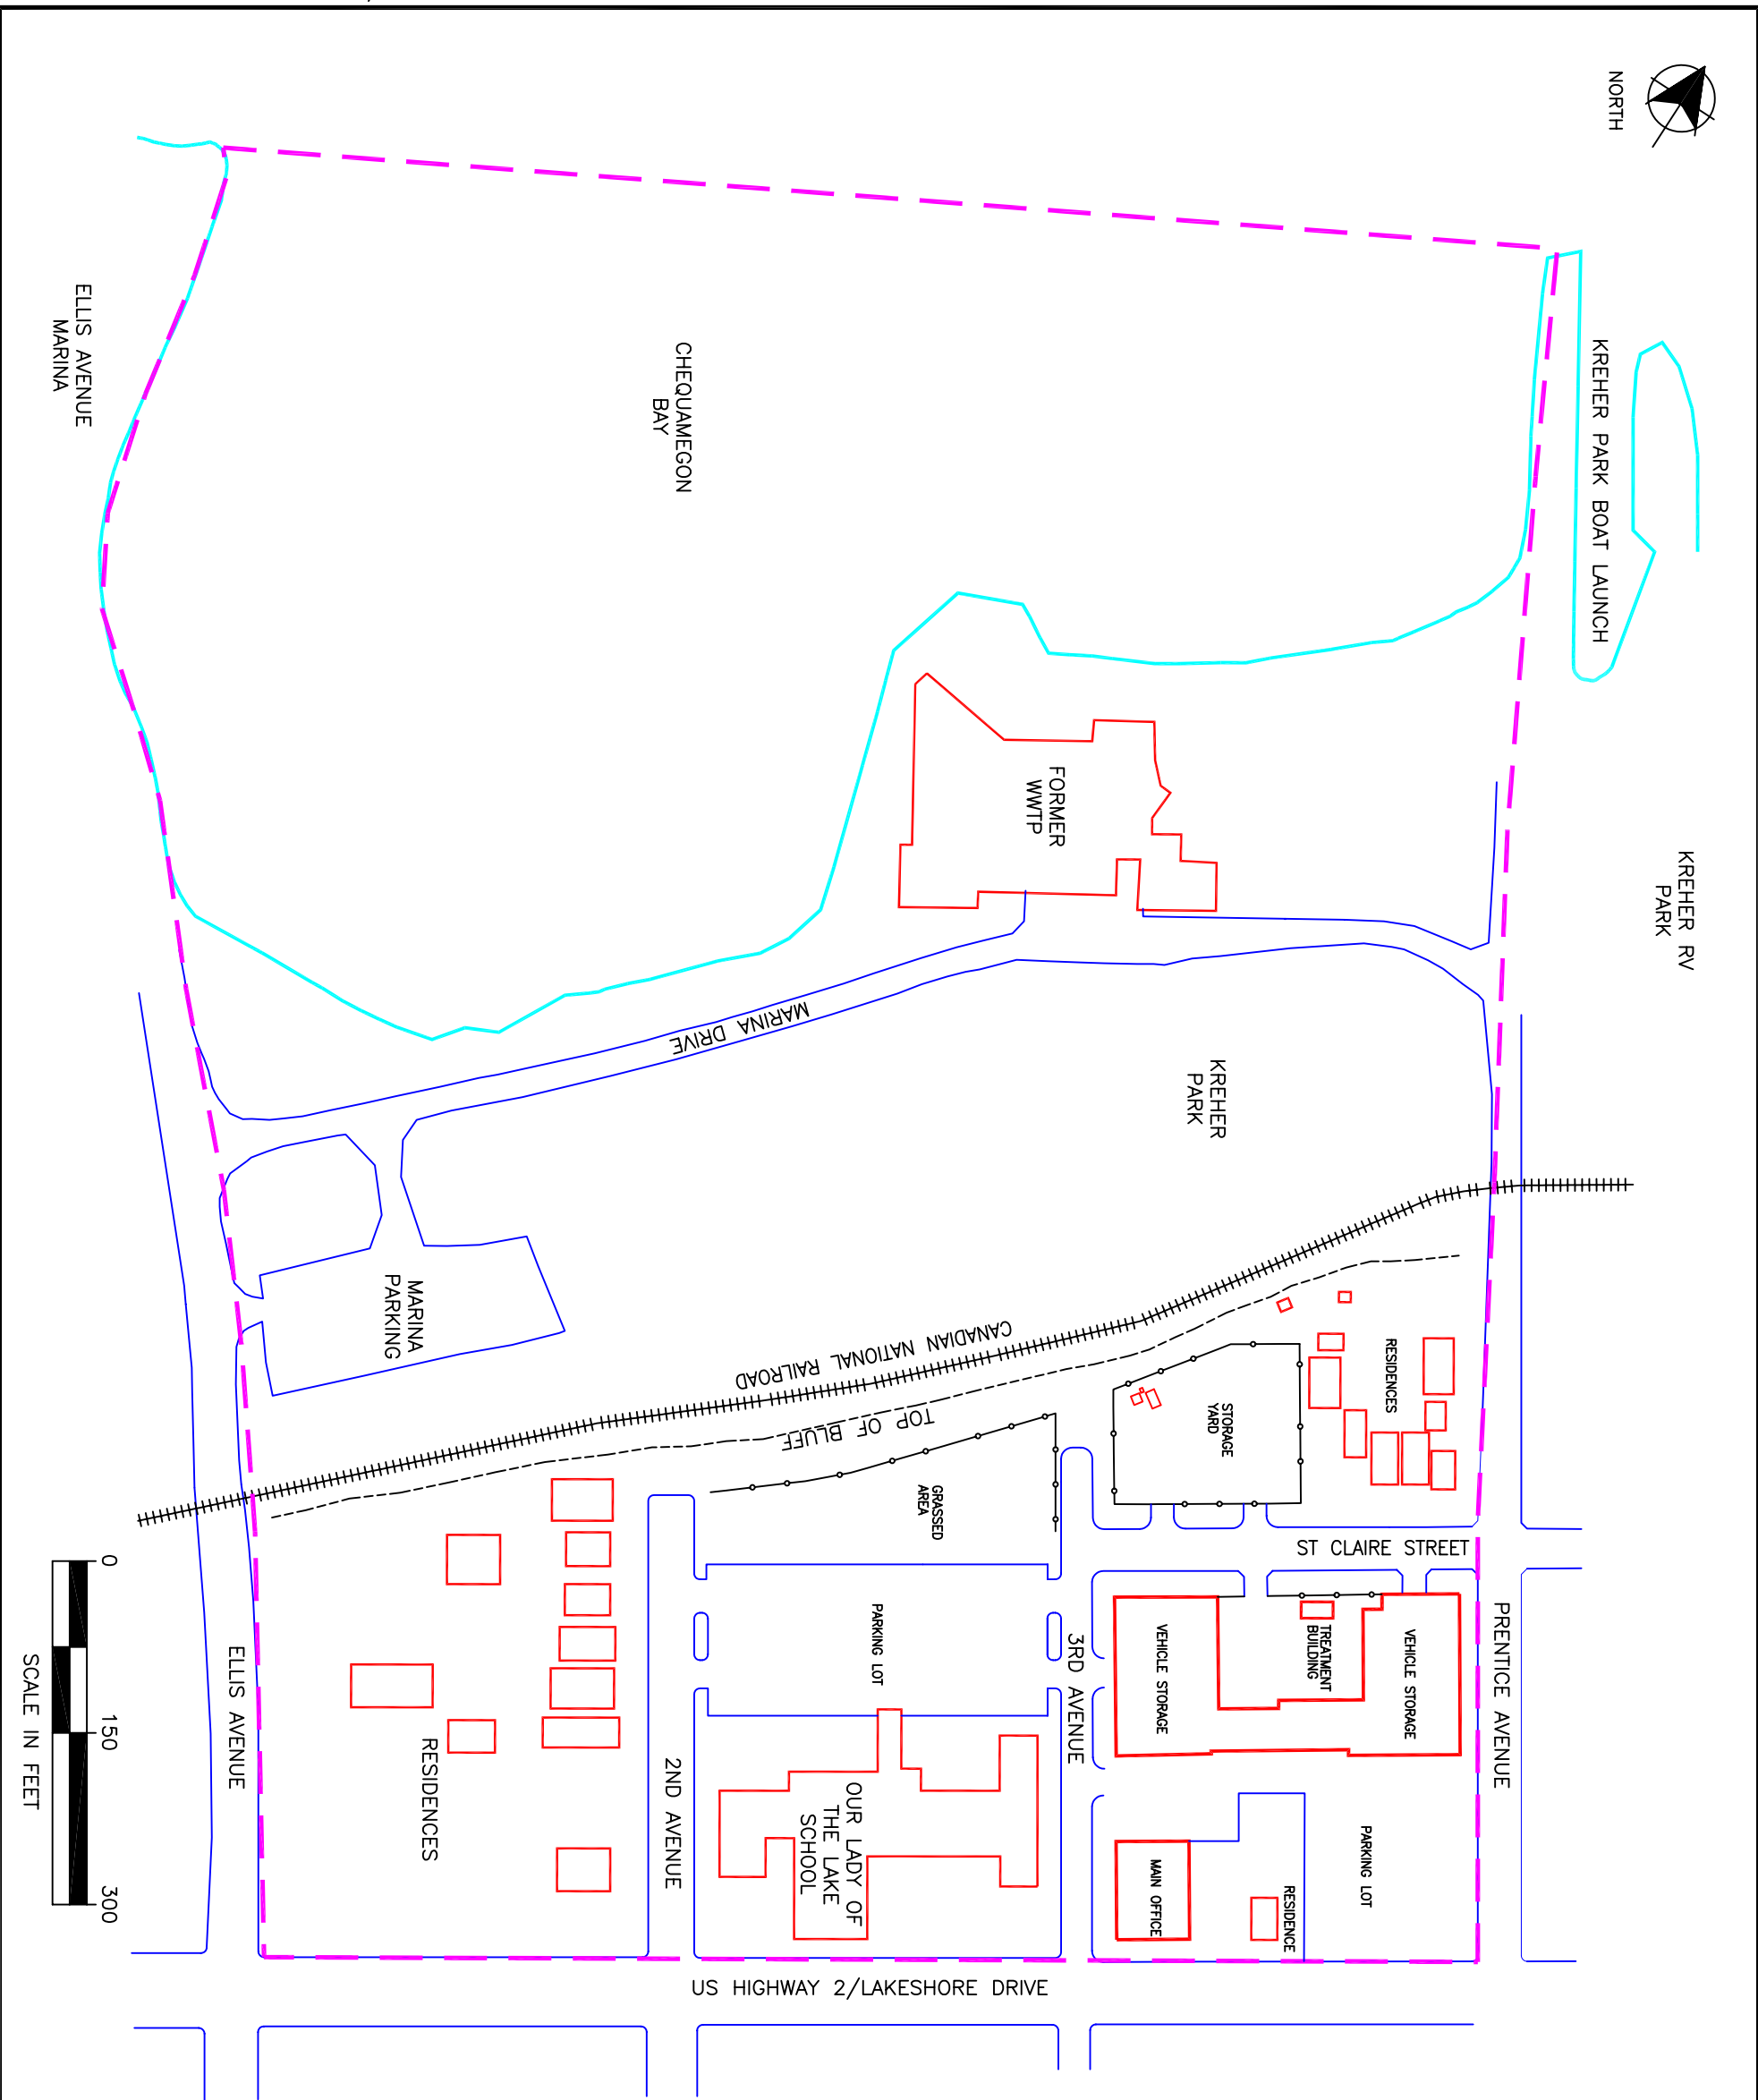 NORTH
KREHER PARK BOAT LAUNCH
ELLIS AVENUE
MARINA
CHEQUAMEGON
BAY
FORMER
WWTP
KREHER RV
PARK
MARINA DRIVE
KREHER
PARK
MARINA
PARKING
CANADIAN NATIONAL RAILROAD
TOP OF BLUFF
RESIDENCES
STORAGE
YARD
GRASSED
AREA
ST CLAIRE STREET
PARKING LOT
3RD AVENUE
VEHICLE STORAGE
TREATMENT
BUILDING
VEHICLE STORAGE
PRENTICE AVENUE
ELLIS AVENUE
RESIDENCES
2ND AVENUE
OUR LADY OF
THE LAKE
SCHOOL
MAIN OFFICE
RESIDENCE
PARKING LOT
US HIGHWAY 2/LAKESHORE DRIVE
0 150 300
SCALE IN FEET